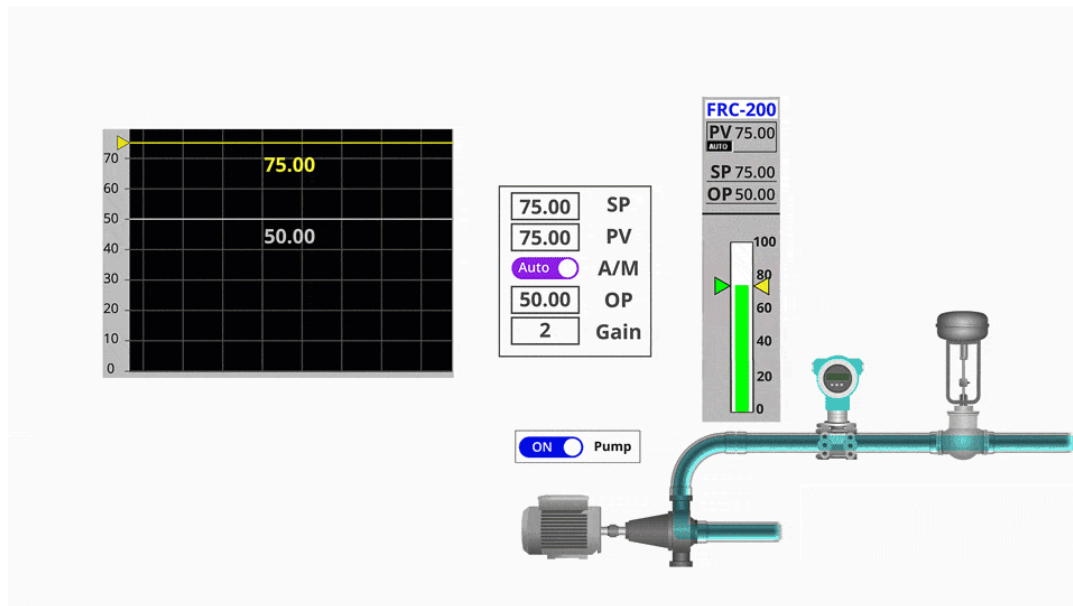 70
60
50
40
30
20
10
0
75.00
50.00
75.00 SP
75.00 PV
Auto A/M
50.00 OP
2 Gain
ON Pump
FRC-200
PV 75.00
AUTO
SP 75.00
OP 50.00
100
80
60
40
20
0